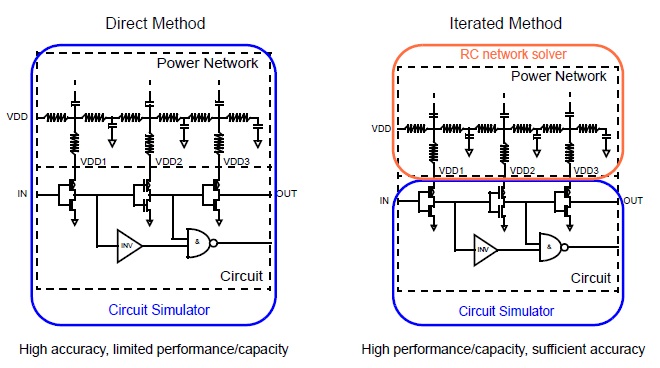 Direct Method
Power Network
VDD
VDD1
VDD2
VDD3
IN
OUT
INV
&
Circuit
Circuit Simulator
High accuracy, limited performance/capacity
Iterated Method
RC network solver
Power Network
VDD
VDD1
VDD2
VDD3
IN
OUT
INV
&
Circuit
Circuit Simulator
High performance/capacity, sufficient accuracy